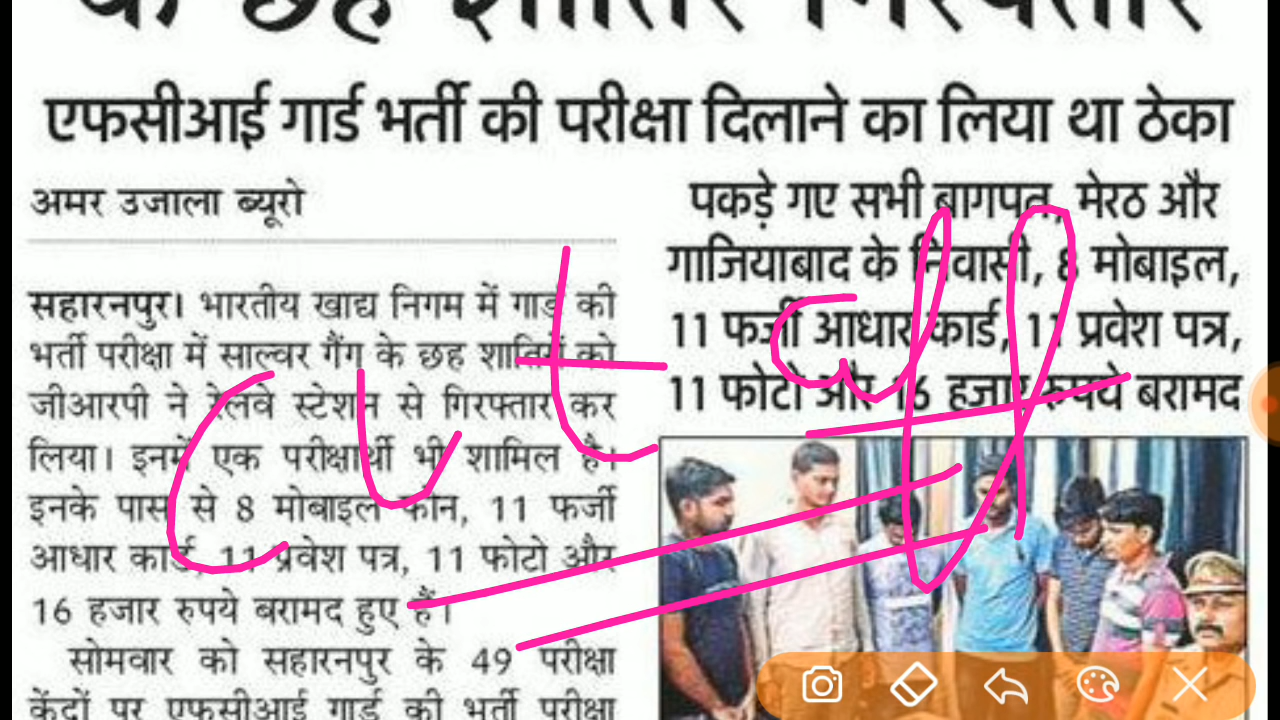 के छह शातिर गिरफ्तार
एफसीआई गार्ड भर्ती की परीक्षा दिलाने का लिया था ठेका
अमर उजाला ब्यूरो
सहारनपुर। भारतीय खाद्य निगम में गार्ड की
भर्ती परीक्षा में साल्वर गैंग के छह शातिरों को
जीआरपी ने रेलवे स्टेशन से गिरफ्तार कर
लिया। इनमें एक परीक्षार्थी भी शामिल है।
इनके पास से 8 मोबाइल फोन, 11 फर्जी
आधार कार्ड, 11 प्रवेश पत्र, 11 फोटो और
16 हजार रुपये बरामद हुए हैं।
सोमवार को सहारनपुर के 49 परीक्षा
केंद्रों पर एफसीआई गार्ड की भर्ती परीक्षा
पकड़े गए सभी बागपत, मेरठ और
गाजियाबाद के निवासी, 8 मोबाइल,
11 फर्जी आधार कार्ड, 11 प्रवेश पत्र,
11 फोटो और 16 हजार रुपये बरामद
cut off